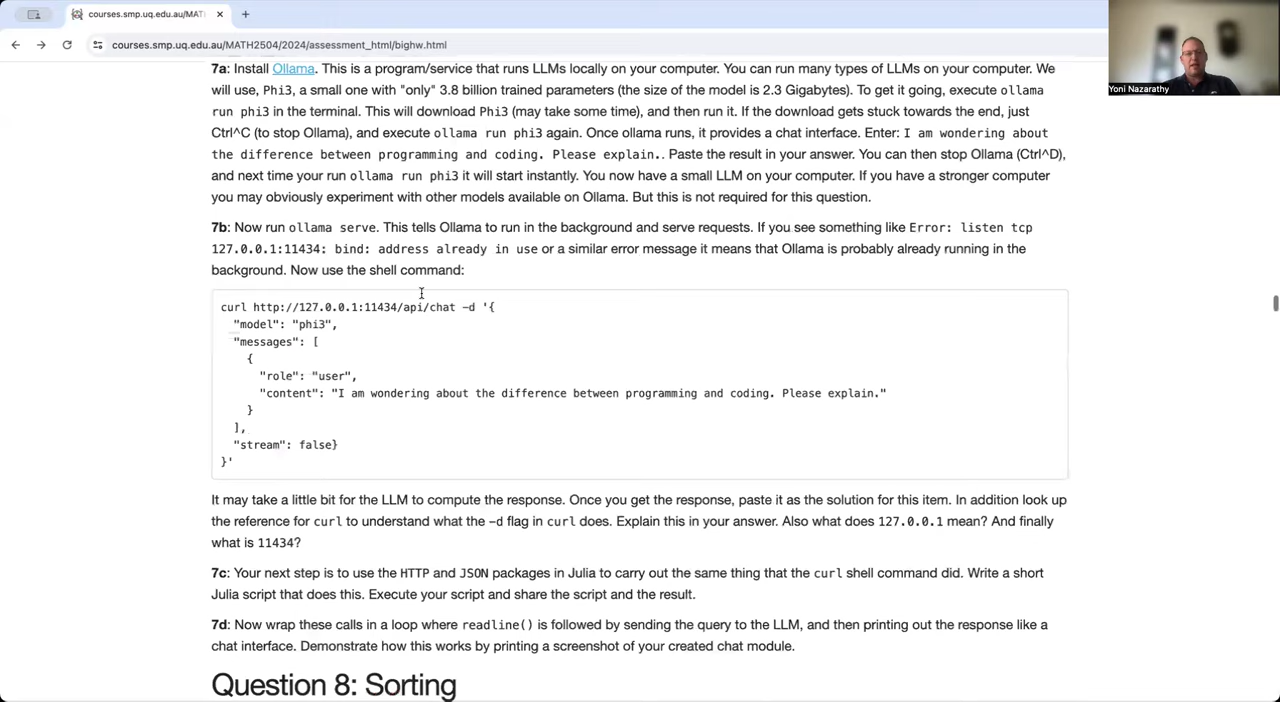 courses.smp.uq.edu.au/MAT
courses.smp.uq.edu.au/MATH2504/2024/assessment_html/bighw.html
Yoni Nazarathy
7a: Install Ollama. This is a program/service that runs LLMs locally on your computer. You can run many types of LLMs on your computer. We
will use, Phi3, a small one with "only" 3.8 billion trained parameters (the size of the model is 2.3 Gigabytes). To get it going, execute ollama
run phi3 in the terminal. This will download Phi3 (may take some time), and then run it. If the download gets stuck towards the end, just
Ctrl^C (to stop Ollama), and execute ollama run phi3 again. Once ollama runs, it provides a chat interface. Enter: I am wondering about
the difference between programming and coding. Please explain.. Paste the result in your answer. You can then stop Ollama (Ctrl^D),
and next time your run ollama run phi3 it will start instantly. You now have a small LLM on your computer. If you have a stronger computer
you may obviously experiment with other models available on Ollama. But this is not required for this question.
7b: Now run ollama serve. This tells Ollama to run in the background and serve requests. If you see something like Error: listen tcp
127.0.0.1:11434: bind: address already in use or a similar error message it means that Ollama is probably already running in the
background. Now use the shell command:
curl http://127.0.0.1:11434/api/chat -d '{
"model": "phi3",
"messages": [
{
"role": "user",
"content": "I am wondering about the difference between programming and coding. Please explain."
}
],
"stream": false}
}'
It may take a little bit for the LLM to compute the response. Once you get the response, paste it as the solution for this item. In addition look up
the reference for curl to understand what the -d flag in curl does. Explain this in your answer. Also what does 127.0.0.1 mean? And finally
what is 11434?
7c: Your next step is to use the HTTP and JSON packages in Julia to carry out the same thing that the curl shell command did. Write a short
Julia script that does this. Execute your script and share the script and the result.
7d: Now wrap these calls in a loop where readline() is followed by sending the query to the LLM, and then printing out the response like a
chat interface. Demonstrate how this works by printing a screenshot of your created chat module.
Question 8: Sorting